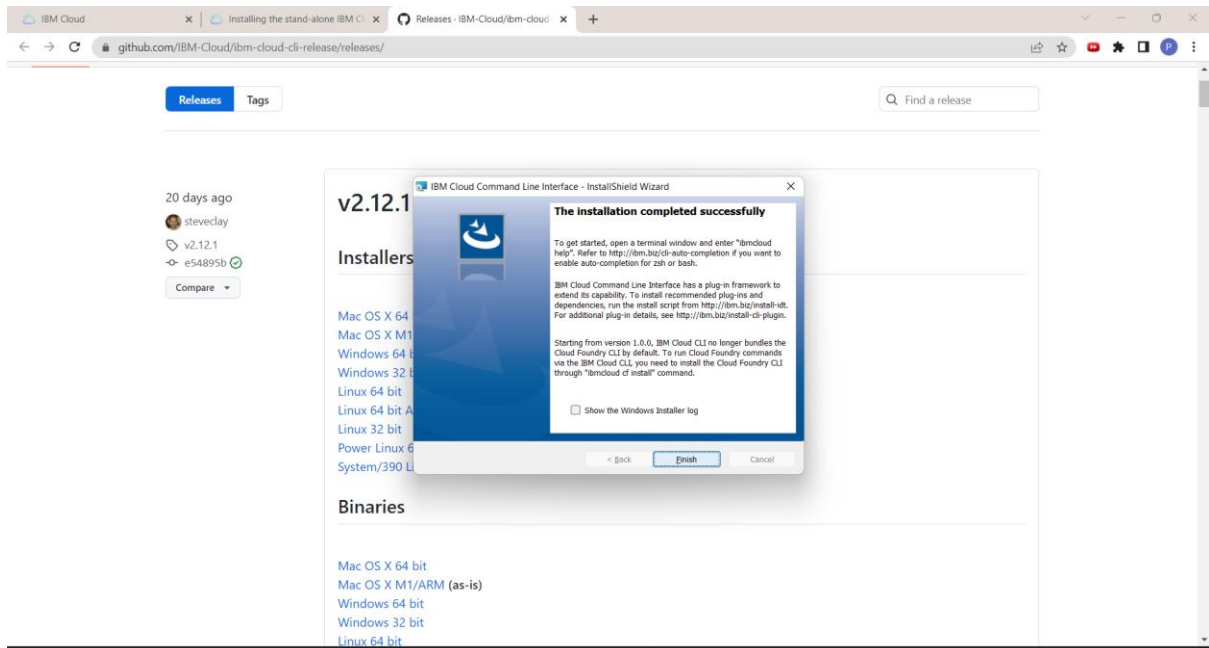 IBM Cloud
Installing the stand-alone IBM C
Releases · IBM-Cloud/ibm-cloud-
github.com/IBM-Cloud/ibm-cloud-cli-release/releases/
P
Releases Tags
Find a release
20 days ago
steveclay
v2.12.1
e54895b
Compare
v2.12.1
Installers
Mac OS X 64
Mac OS X M1
Windows 64 b
Windows 32 b
Linux 64 bit
Linux 64 bit A
Linux 32 bit
Power Linux 6
System/390 L
IBM Cloud Command Line Interface - InstallShield Wizard
The installation completed successfully
To get started, open a terminal window and enter "ibmcloud
help". Refer to http://ibm.biz/cli-auto-completion if you want to
enable auto-completion for zsh or bash.
IBM Cloud Command Line Interface has a plug-in framework to
extend its capability. To install recommended plug-ins and
dependencies, run the install script from http://ibm.biz/install-idt.
For additional plug-in details, see http://ibm.biz/install-cli-plugin.
Starting from version 1.0.0, IBM Cloud CLI no longer bundles the
Cloud Foundry CLI by default. To run Cloud Foundry commands
via the IBM Cloud CLI, you need to install the Cloud Foundry CLI
through "ibmcloud cf install" command.
Show the Windows Installer log
< Back Finish Cancel
Binaries
Mac OS X 64 bit
Mac OS X M1/ARM (as-is)
Windows 64 bit
Windows 32 bit
Linux 64 bit